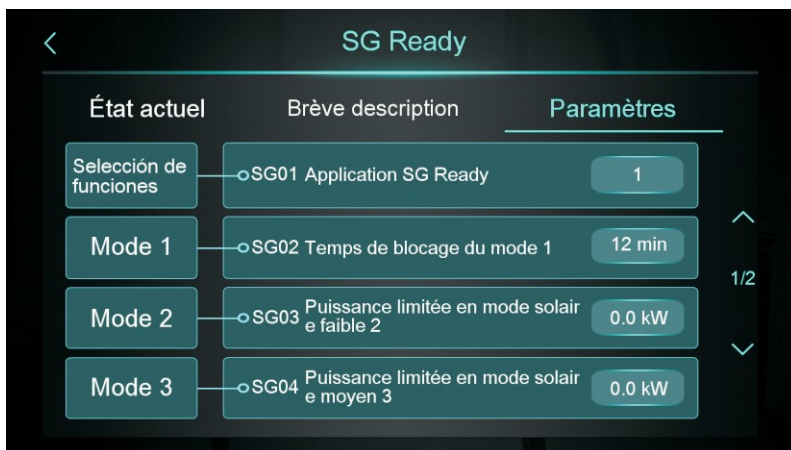 SG Ready
État actuel
Brève description
Paramètres
Selección de
funciones
SG01 Application SG Ready
1
Mode 1
SG02 Temps de blocage du mode 1
12 min
1/2
Mode 2
SG03 Puissance limitée en mode solair
e faible 2
0.0 kW
Mode 3
SG04 Puissance limitée en mode solair
e moyen 3
0.0 kW